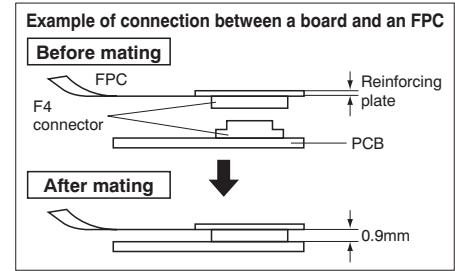 Example of connection between a board and an FPC
Before mating
FPC
Reinforcing
plate
F4
connector
PCB
After mating
0.9mm